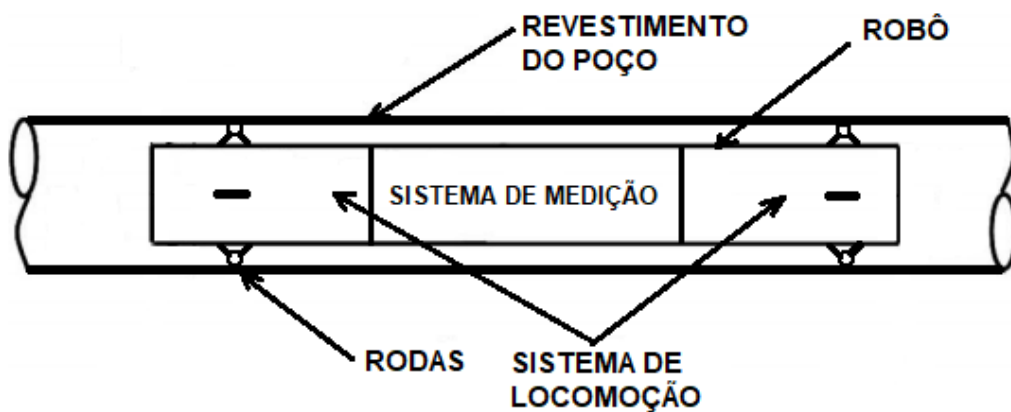 REVESTIMENTO
DO POÇO
ROBÔ
SISTEMA DE MEDIÇÃO
RODAS
SISTEMA DE
LOCOMOÇÃO